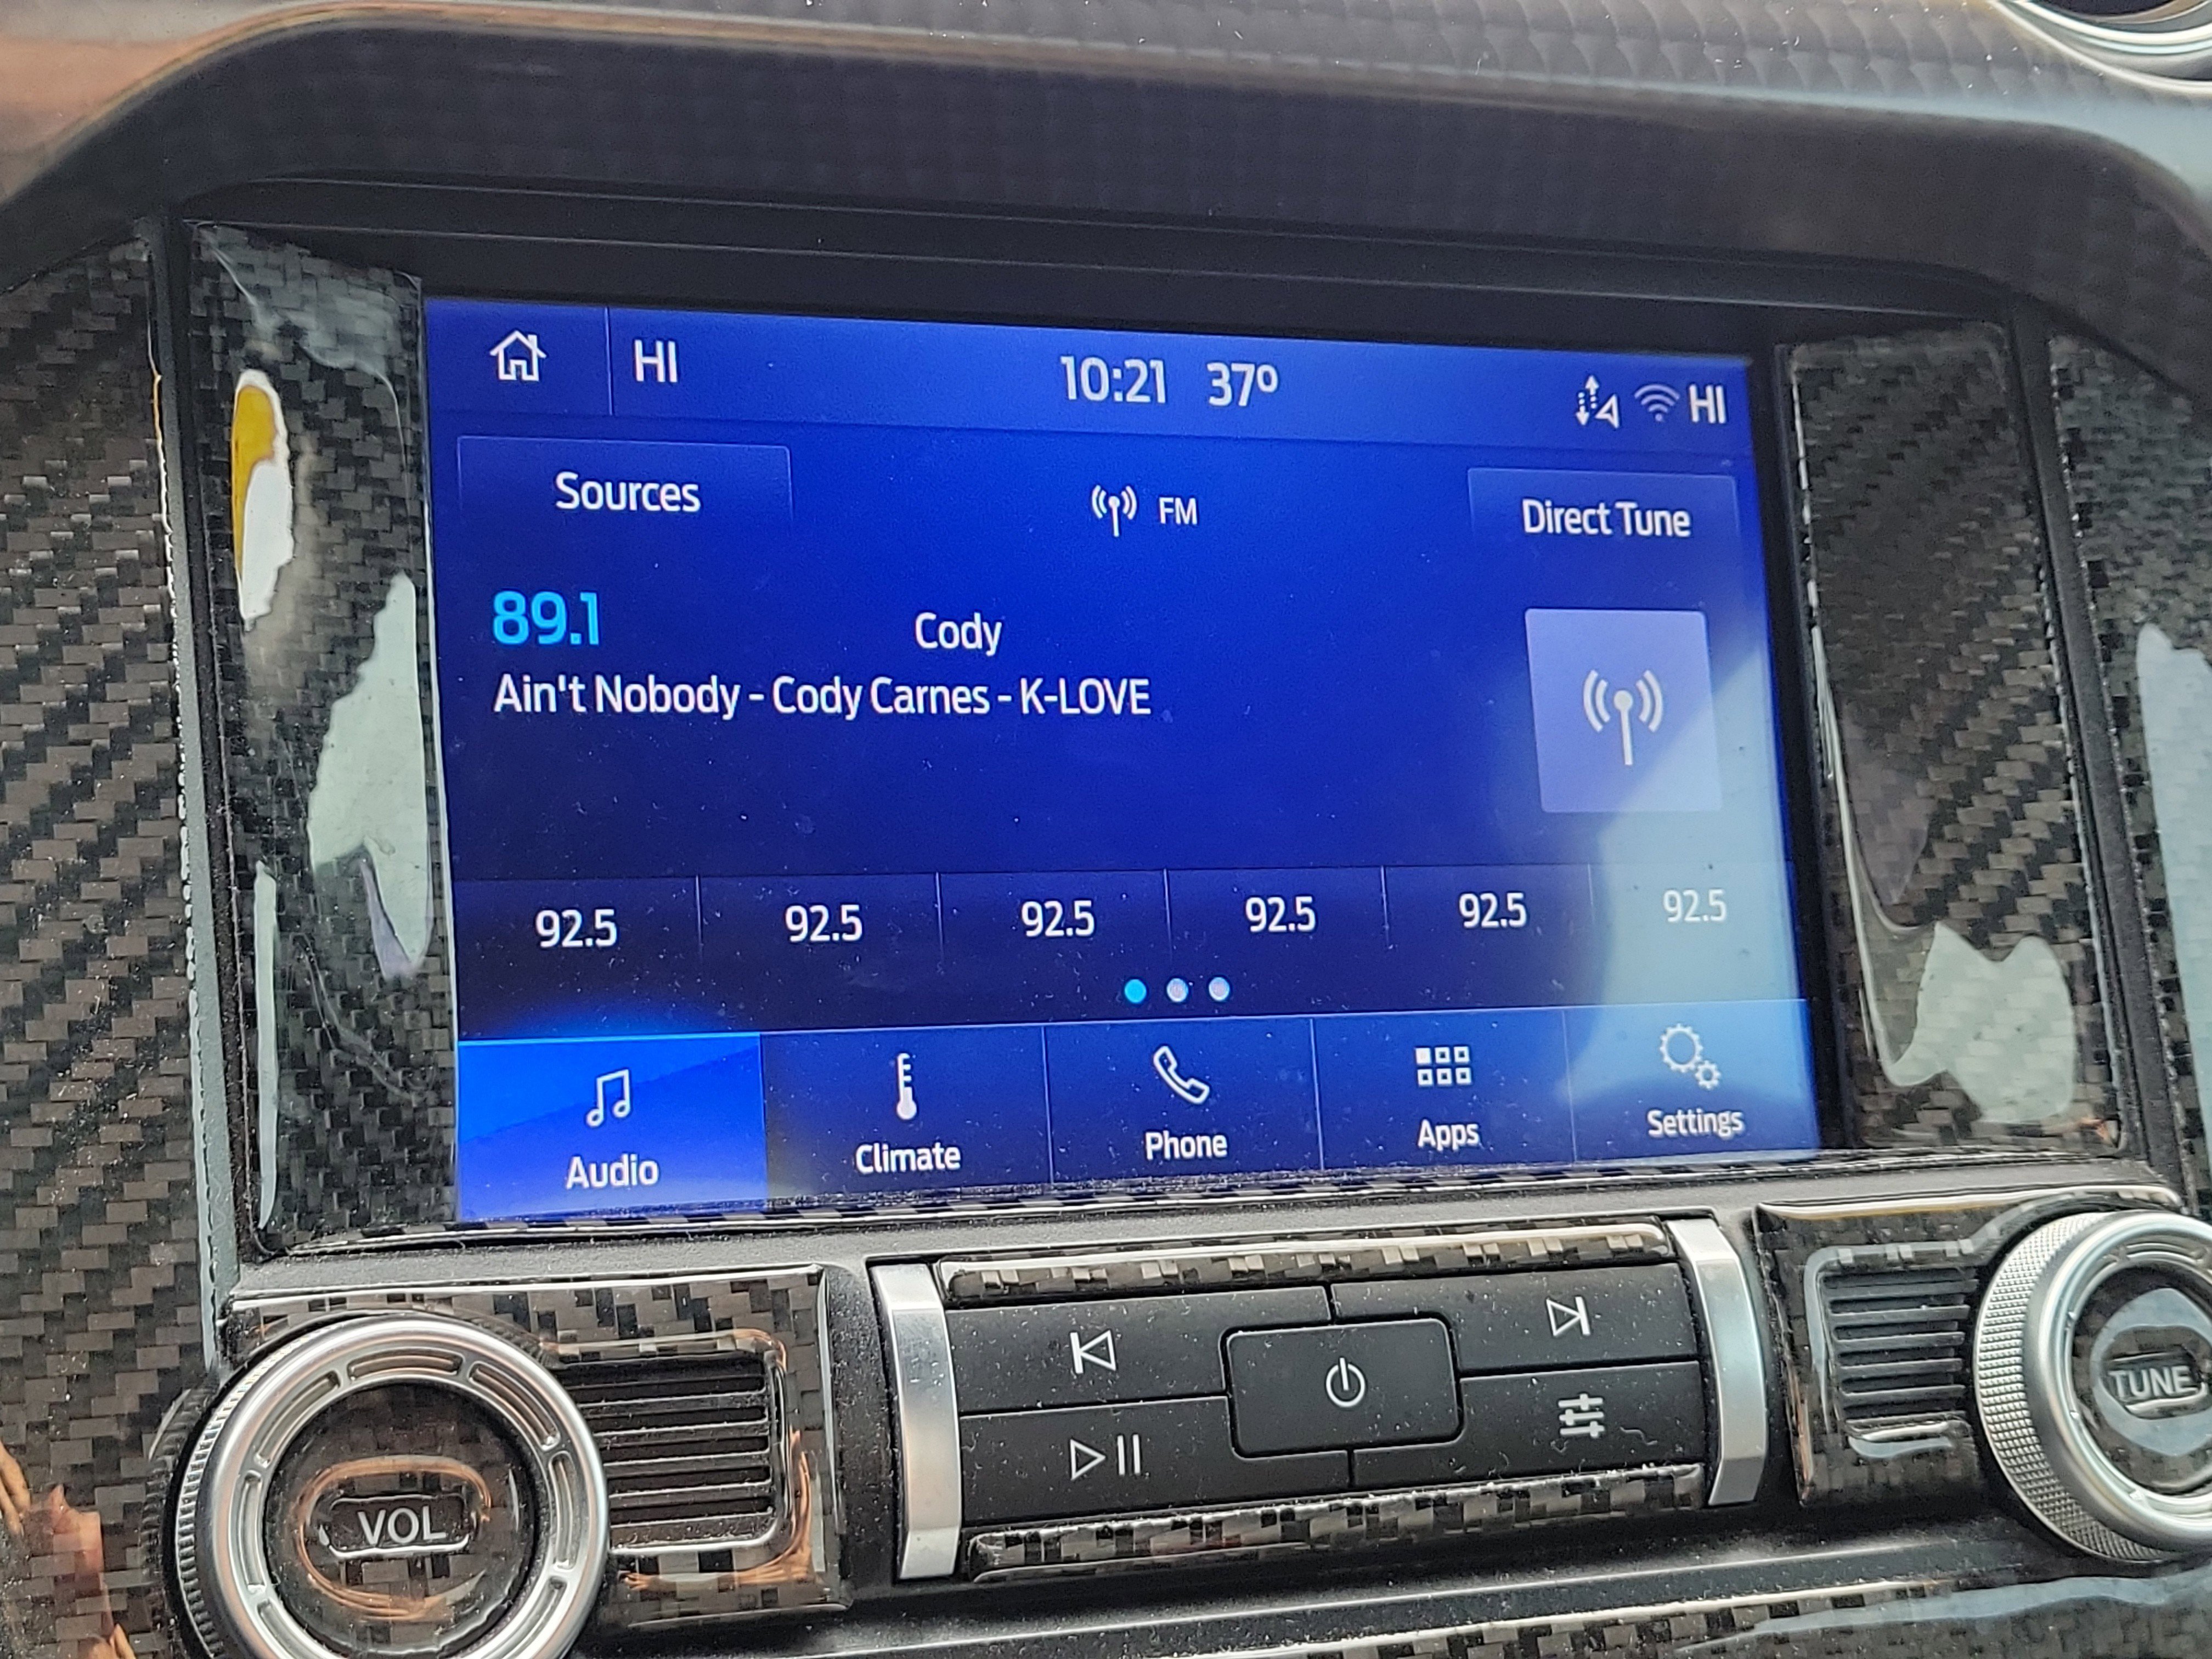 HI 10:21 37° HI
Sources FM Direct Tune
89.1 Cody
Ain't Nobody - Cody Carnes - K-LOVE
92.5 92.5 92.5 92.5 92.5 92.5
Audio Climate Phone Apps Settings
VOL TUNE